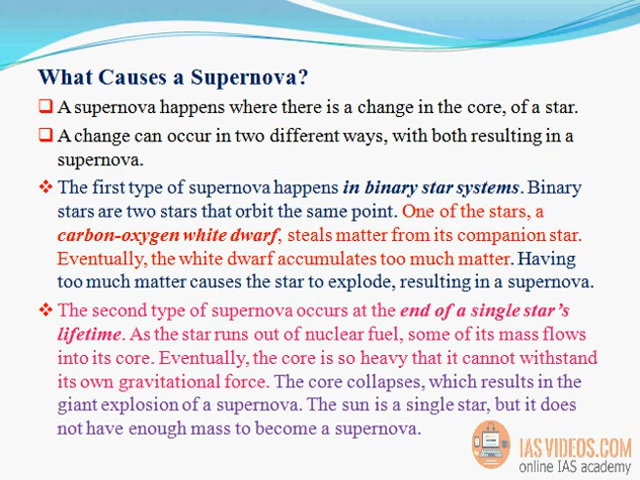 What Causes a Supernova?
A supernova happens where there is a change in the core, of a star.
A change can occur in two different ways, with both resulting in a
supernova.
The first type of supernova happens in binary star systems. Binary
stars are two stars that orbit the same point. One of the stars, a
carbon-oxygen white dwarf, steals matter from its companion star.
Eventually, the white dwarf accumulates too much matter. Having
too much matter causes the star to explode, resulting in a supernova.
The second type of supernova occurs at the end of a single star's
lifetime. As the star runs out of nuclear fuel, some of its mass flows
into its core. Eventually, the core is so heavy that it cannot withstand
its own gravitational force. The core collapses, which results in the
giant explosion of a supernova. The sun is a single star, but it does
not have enough mass to become a supernova.
IASVIDEOS.COM
online IAS academy